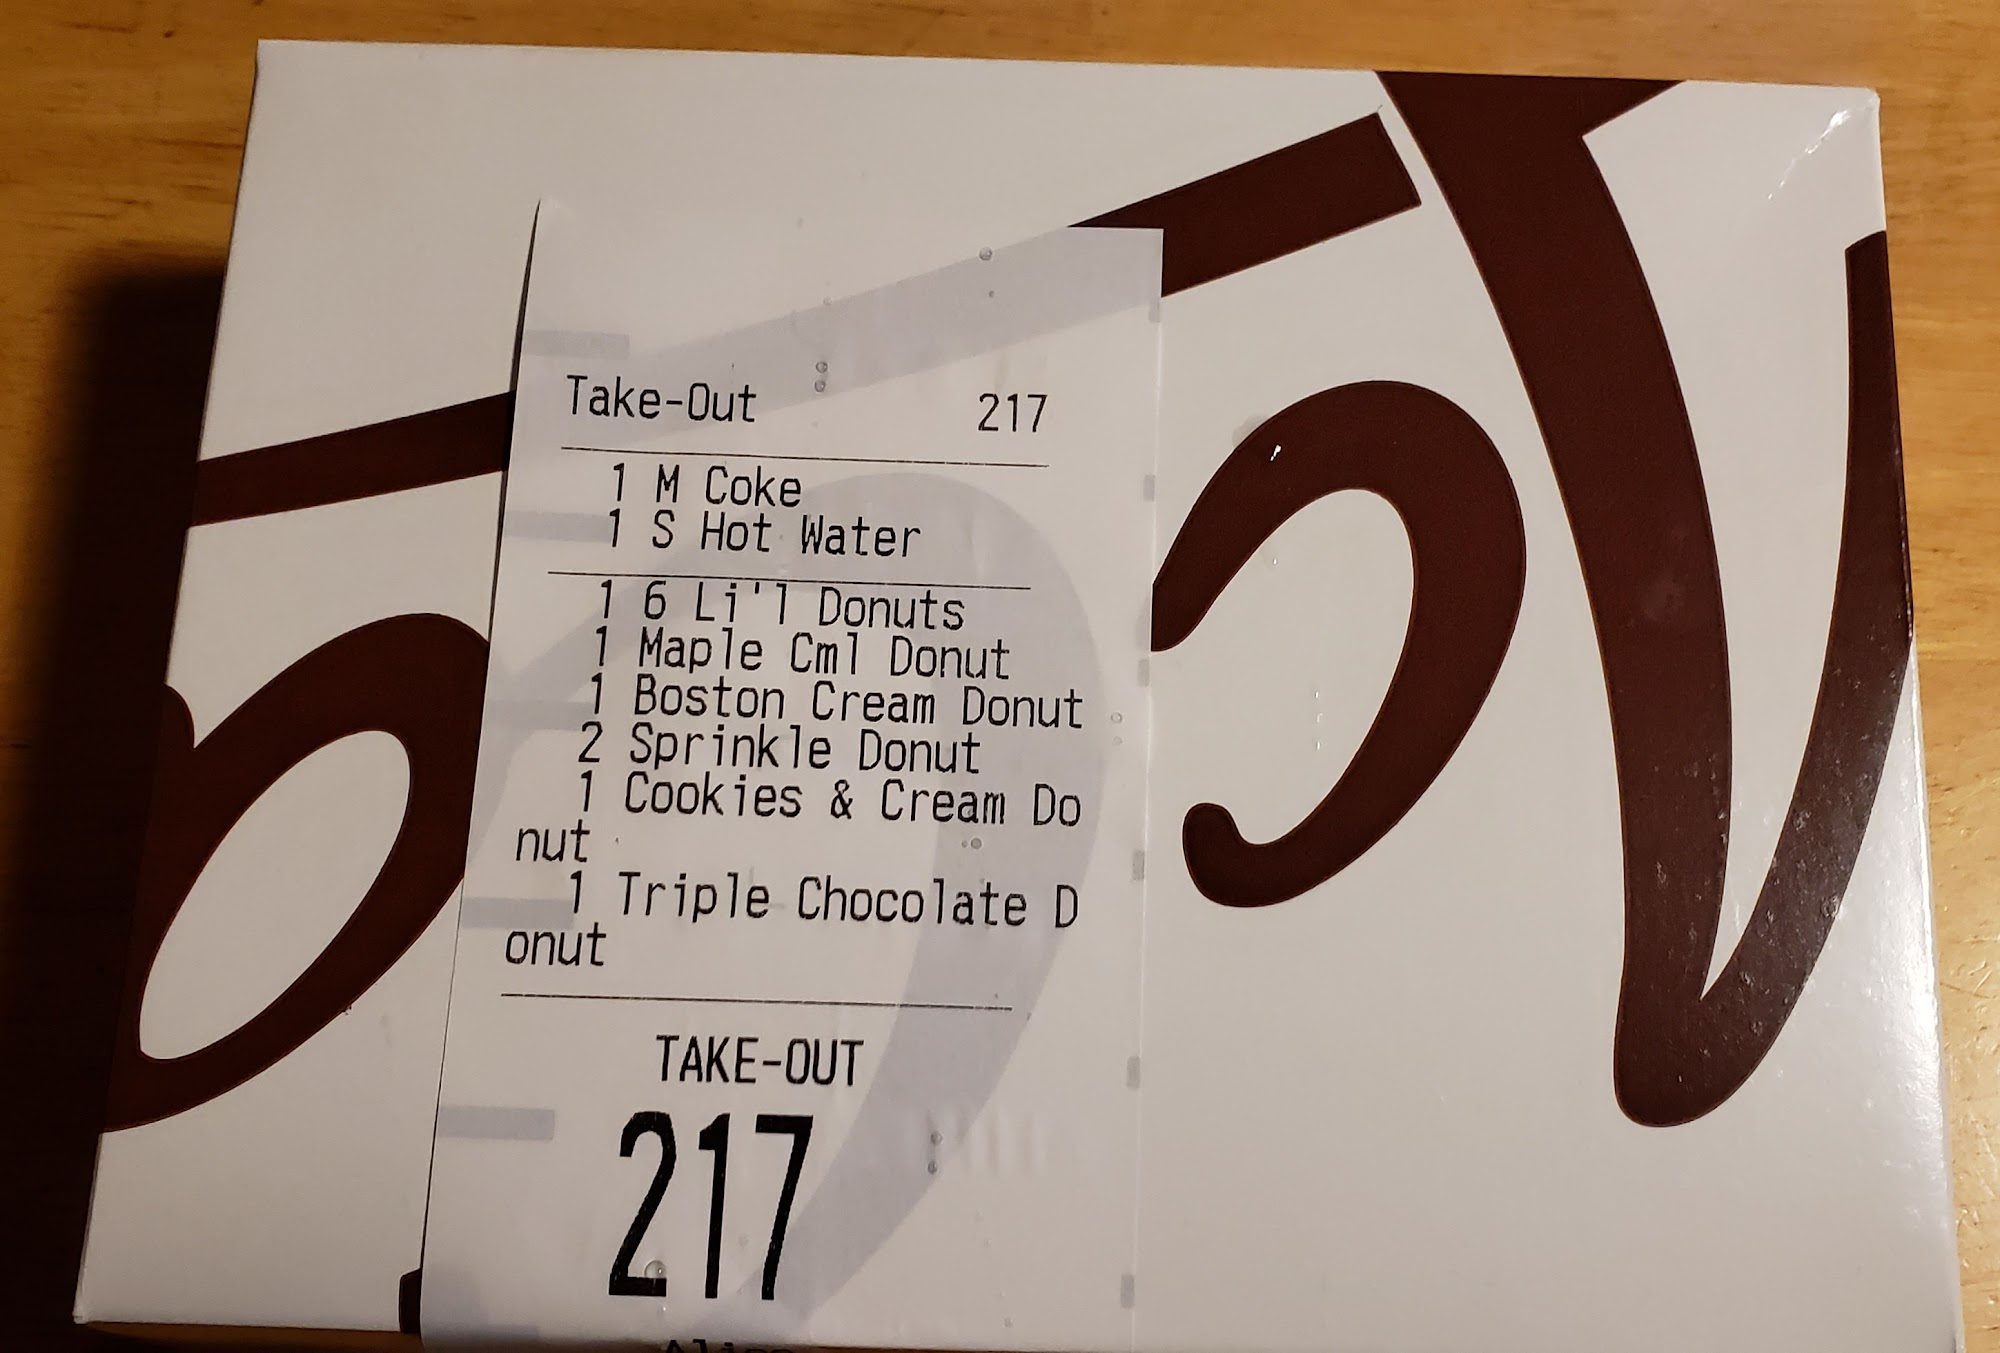 Take-Out 217
1 M Coke
1 S Hot Water
1 6 Li'l Donuts
1 Maple Cml Donut
1 Boston Cream Donut
2 Sprinkle Donut
1 Cookies & Cream Do
nut
1 Triple Chocolate D
onut
TAKE-OUT
217